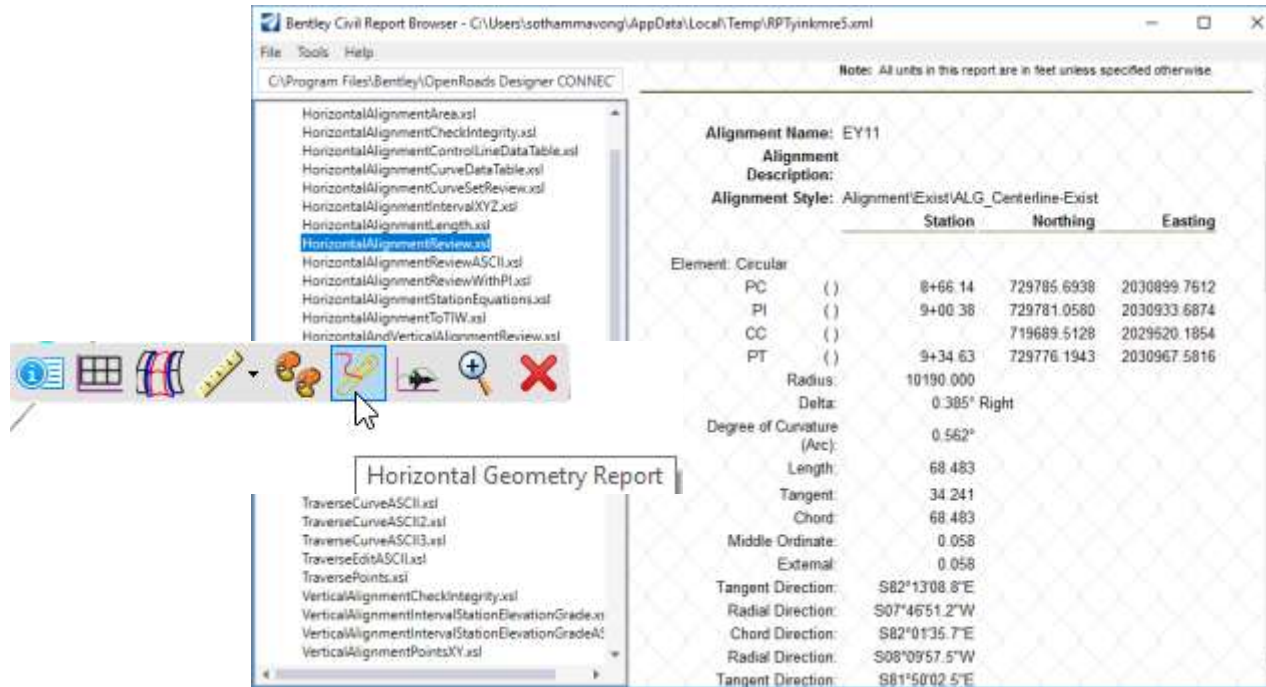 Bentley Civil Report Browser - C:\Users\sothammavong\AppData\Local\Temp\RPTyinkmre5.xml
File Tools Help
C:\Program Files\Bentley\OpenRoads Designer CONNEC
HorizontalAlignmentArea.xsl
HorizontalAlignmentCheckIntegrity.xsl
HorizontalAlignmentControlLineDataTable.xsl
HorizontalAlignmentCurveDataTable.xsl
HorizontalAlignmentCurveSetReview.xsl
HorizontalAlignmentIntervalXYZ.xsl
HorizontalAlignmentLength.xsl
HorizontalAlignmentReview.xsl
HorizontalAlignmentReviewASCII.xsl
HorizontalAlignmentReviewWithPI.xsl
HorizontalAlignmentStationEquations.xsl
HorizontalAlignmentToTIW.xsl
HorizontalAndVerticalAlignmentReview.xsl
Horizontal Geometry Report
TraverseCurveASCII.xsl
TraverseCurveASCII2.xsl
TraverseCurveASCII3.xsl
TraverseEditASCII.xsl
TraversePoints.xsl
VerticalAlignmentCheckIntegrity.xsl
VerticalAlignmentIntervalStationElevationGrade.xs
VerticalAlignmentIntervalStationElevationGradeAS
VerticalAlignmentPointsXY.xsl
Note: All units in this report are in feet unless specified otherwise
Alignment Name: EY11
Alignment
Description:
Alignment Style: Alignment\Exist\ALG_Centerline-Exist
Station Northing Easting
Element: Circular
PC ( ) 8+66.14 729785.6938 2030899.7612
PI ( ) 9+00.38 729781.0580 2030933.6874
CC ( ) 719689.5128 2029520.1854
PT ( ) 9+34.63 729776.1943 2030967.5816
Radius: 10190.000
Delta: 0.385° Right
Degree of Curvature
(Arc): 0.562°
Length: 68.483
Tangent: 34.241
Chord: 68.483
Middle Ordinate: 0.058
External: 0.058
Tangent Direction: S82°13'08.8"E
Radial Direction: S07°46'51.2"W
Chord Direction: S82°01'35.7"E
Radial Direction: S08°09'57.5"W
Tangent Direction: S81°50'02.5"E